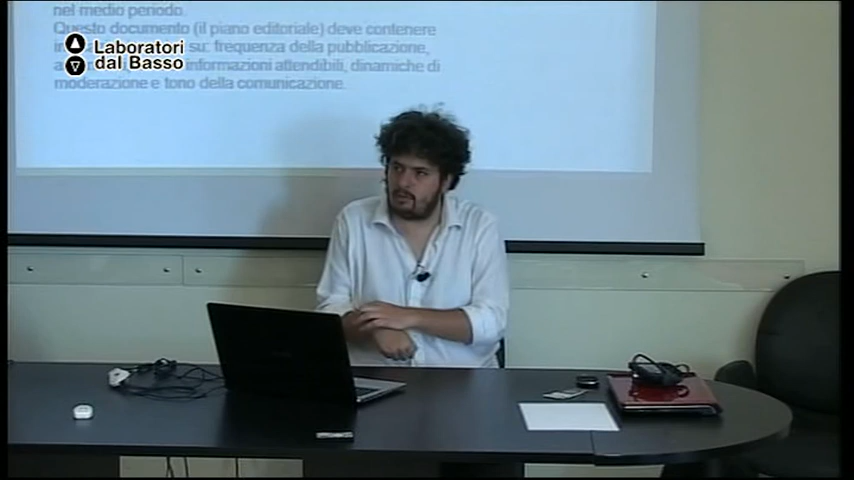 nel medio periodo.
Questo documento (il piano editoriale) deve contenere
su: frequenza della pubblicazione,
informazioni attendibili, dinamiche di
moderazione e tono della comunicazione.
Laboratori
dal Basso